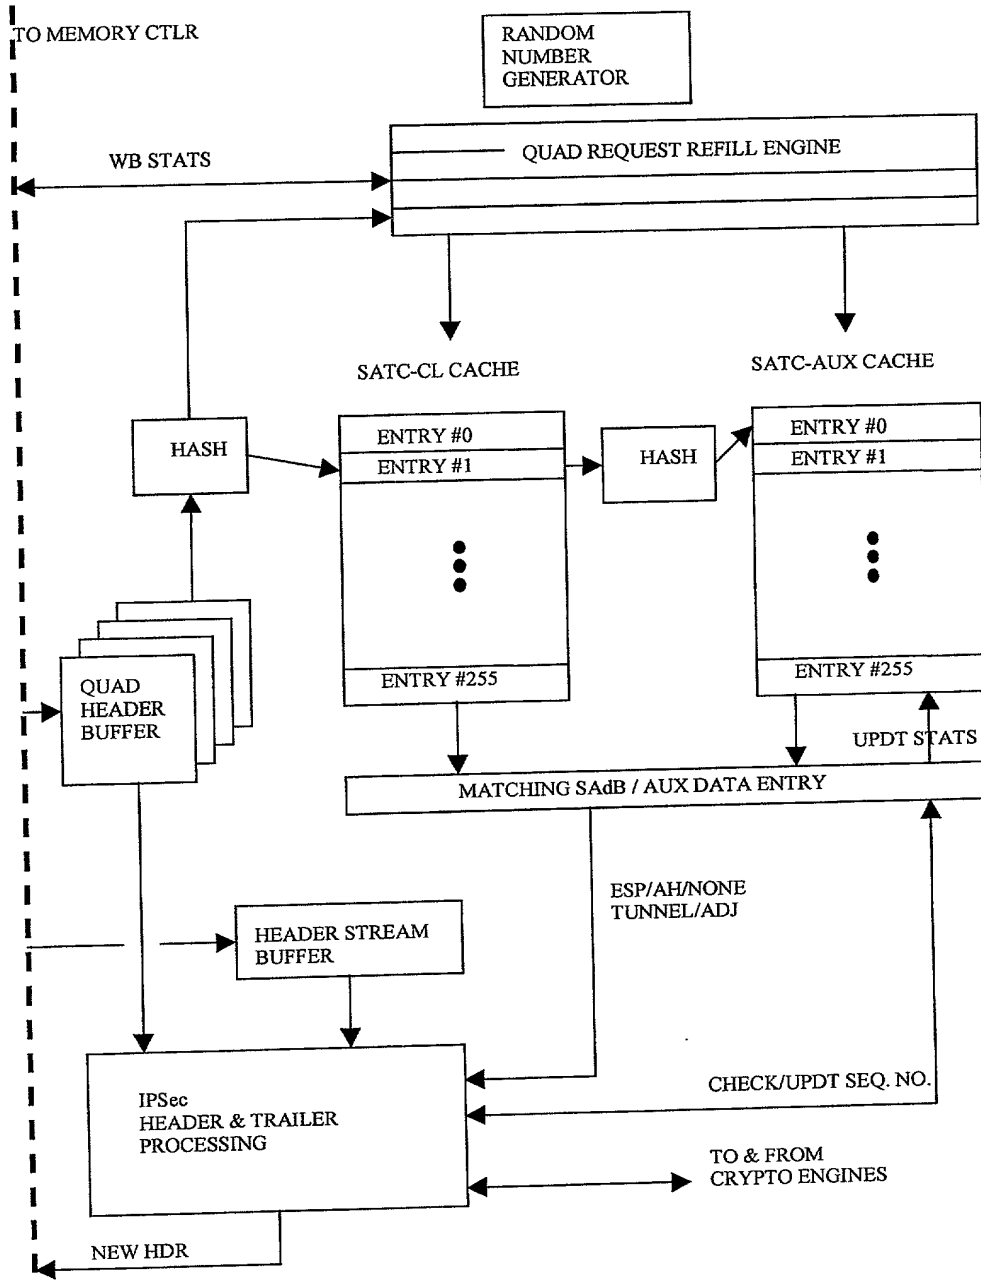 TO MEMORY CTLR
RANDOM
NUMBER
GENERATOR
QUAD REQUEST REFILL ENGINE
WB STATS
SATC-CL CACHE
SATC-AUX CACHE
HASH
ENTRY #0
ENTRY #1
HASH
ENTRY #0
ENTRY #1
ENTRY #255
ENTRY #255
QUAD
HEADER
BUFFER
UPDT STATS
MATCHING SAdB / AUX DATA ENTRY
ESP/AH/NONE
TUNNEL/ADJ
HEADER STREAM
BUFFER
IPSec
HEADER & TRAILER
PROCESSING
CHECK/UPDT SEQ. NO.
TO & FROM
CRYPTO ENGINES
NEW HDR